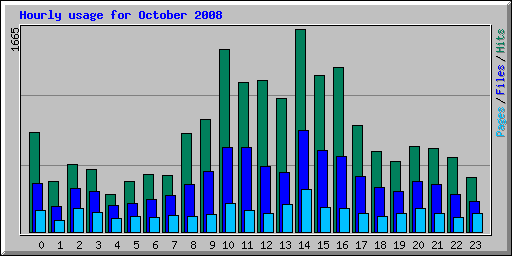 Hourly usage for October 2008
1665
Pages/Files/Hits
0 1 2 3 4 5 6 7 8 9 10 11 12 13 14 15 16 17 18 19 20 21 22 23